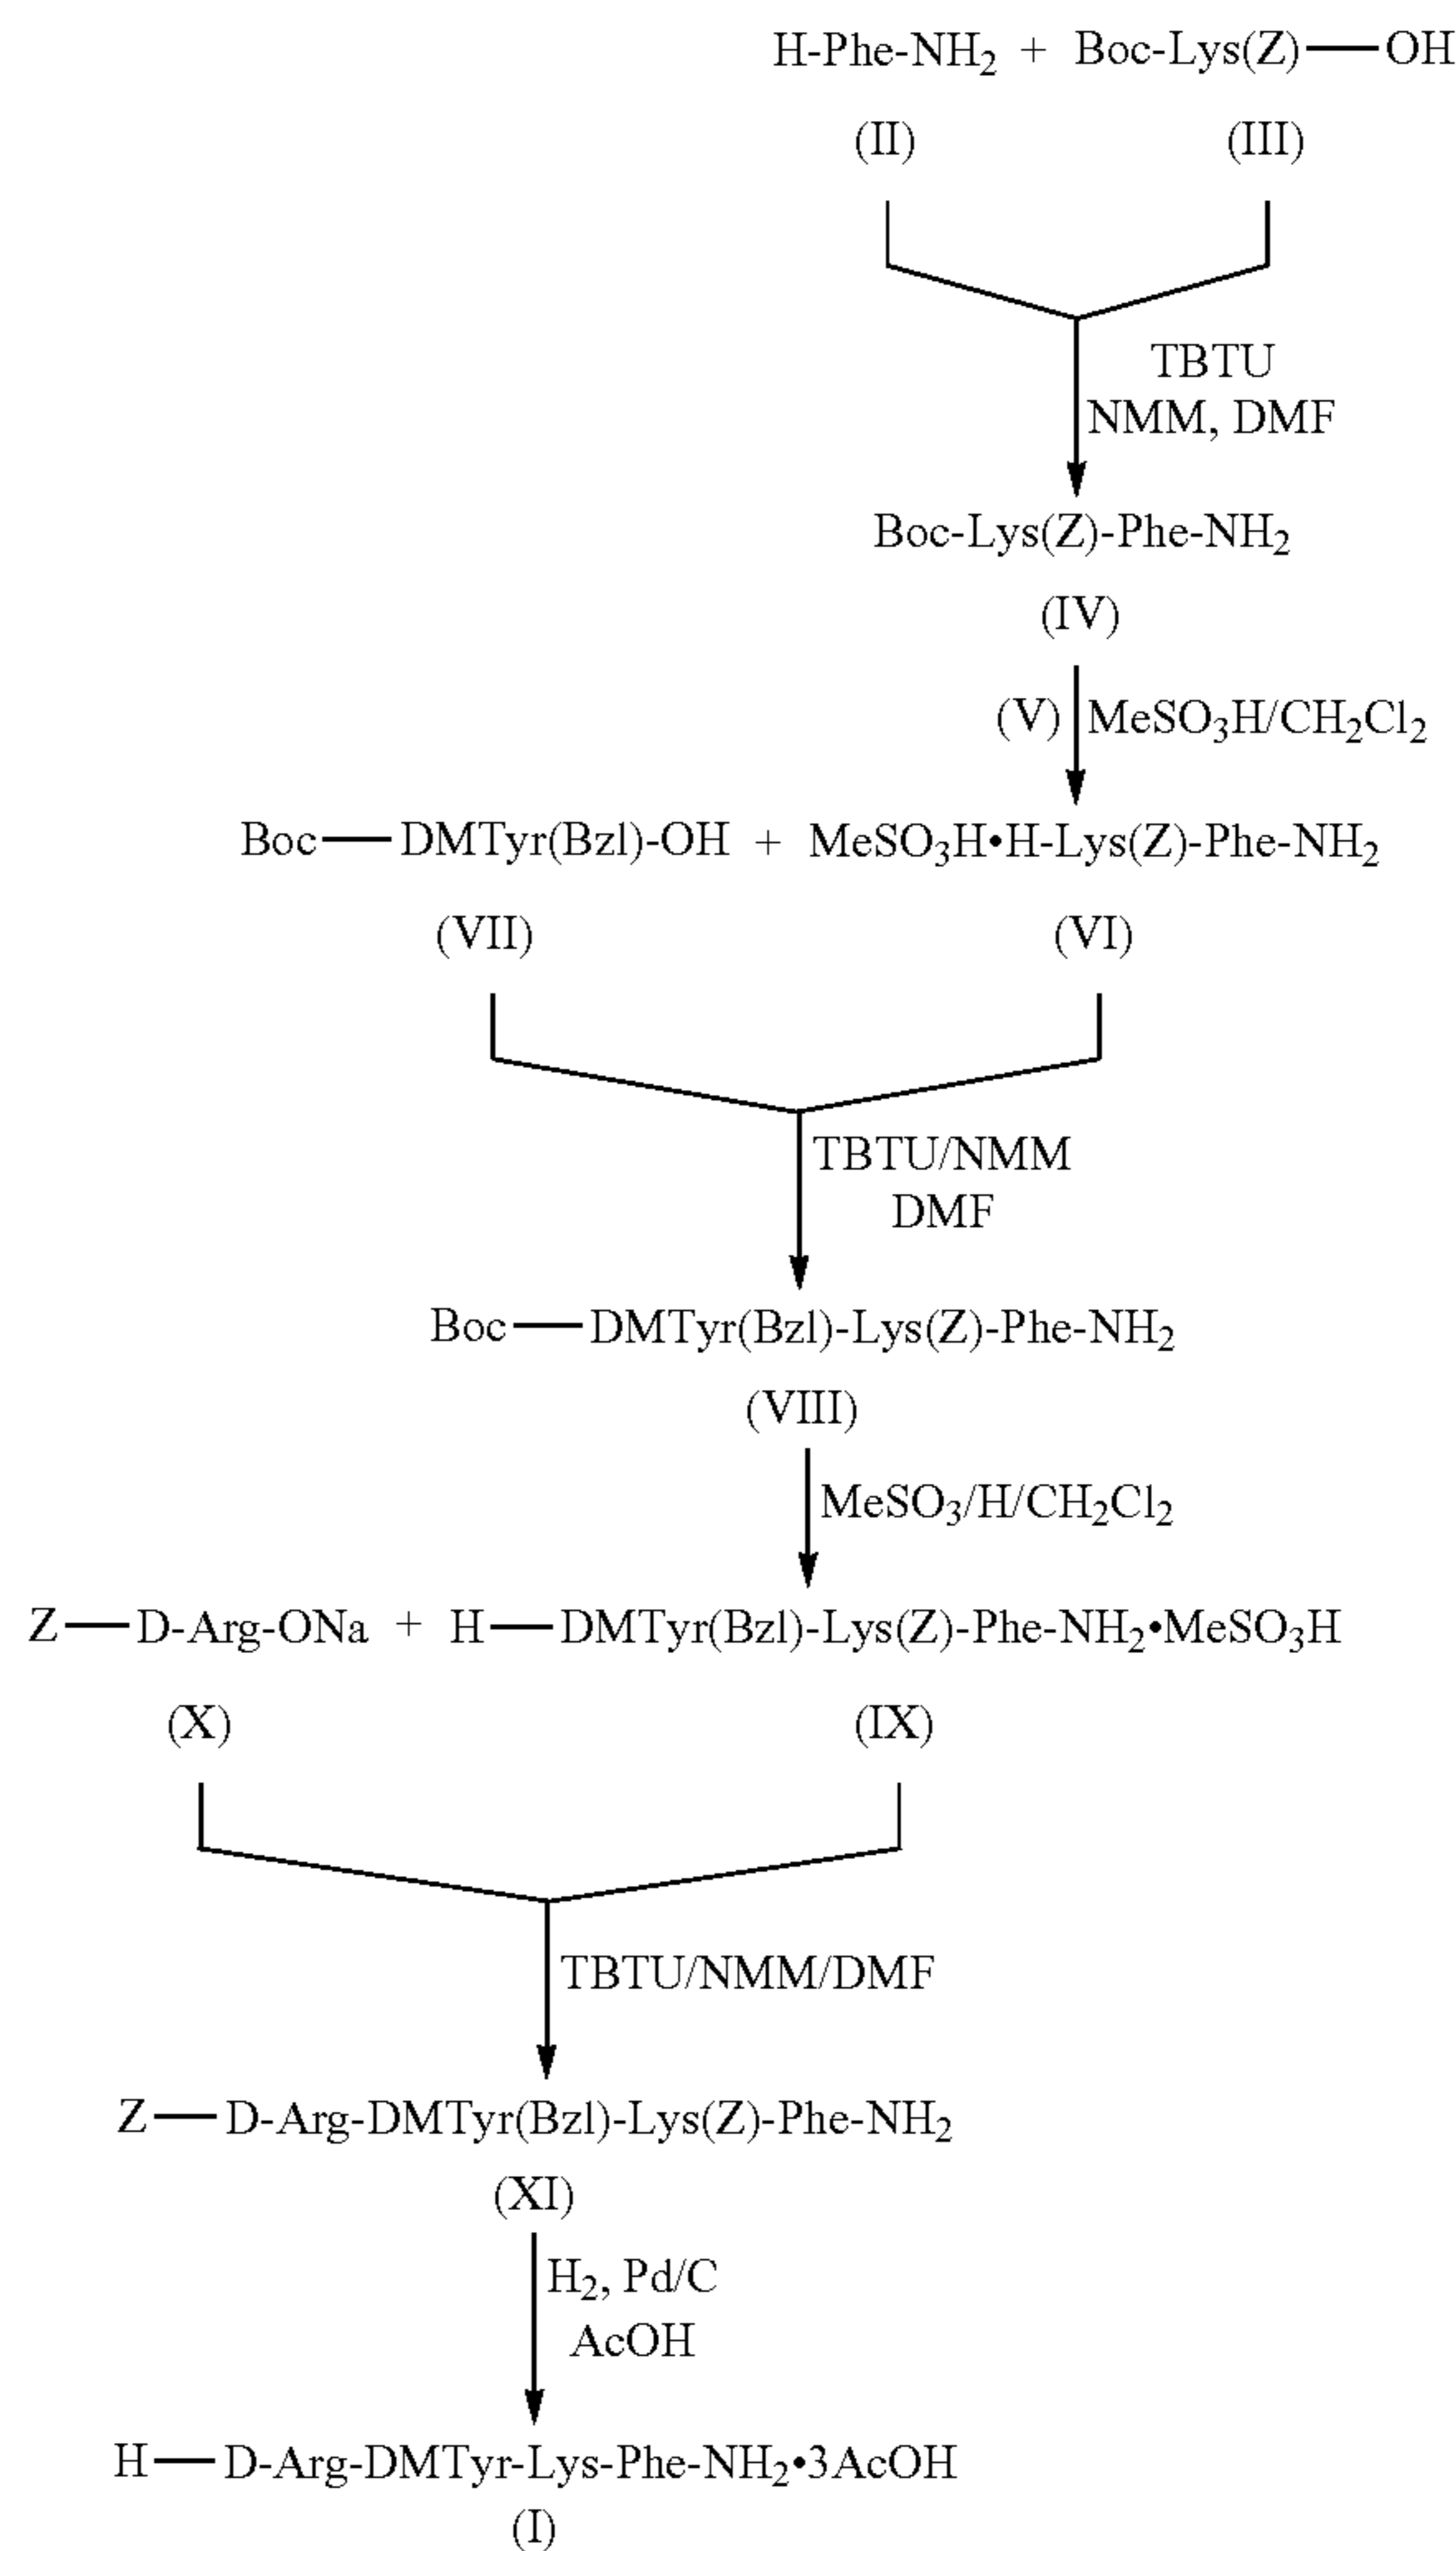 H-Phe-NH₂ + Boc-Lys(Z)—OH
(II) (III)
TBTU
NMM, DMF
Boc-Lys(Z)-Phe-NH₂
(IV)
(V) MeSO₃H/CH₂Cl₂
Boc—DMTyr(Bzl)-OH + MeSO₃H•H-Lys(Z)-Phe-NH₂
(VII) (VI)
TBTU/NMM
DMF
Boc—DMTyr(Bzl)-Lys(Z)-Phe-NH₂
(VIII)
MeSO₃/H/CH₂Cl₂
Z—D-Arg-ONa + H—DMTyr(Bzl)-Lys(Z)-Phe-NH₂•MeSO₃H
(X) (IX)
TBTU/NMM/DMF
Z—D-Arg-DMTyr(Bzl)-Lys(Z)-Phe-NH₂
(XI)
H₂, Pd/C
AcOH
H—D-Arg-DMTyr-Lys-Phe-NH₂•3AcOH
(I)